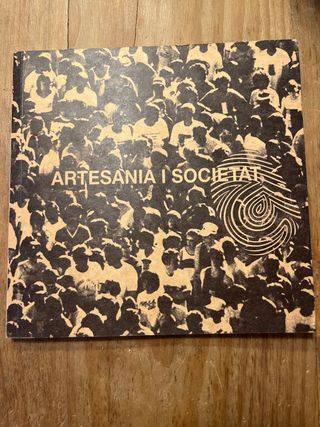 ARTESANIA I SOCIETAT